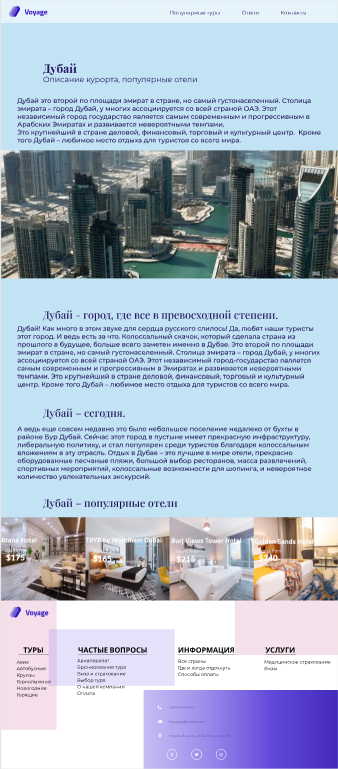 Voyage
Популярные туры Отели Контакты
Дубай
Описание курорта, популярные отели
Дубай это второй по площади эмират в стране, но самый густонаселенный. Столица
эмирата – город Дубай, у многих ассоциируется со всей страной ОАЭ. Этот
независимый город государство является самым современным и прогрессивным в
Арабских Эмиратах и развивается невероятными темпами,
Это крупнейший в стране деловой, финансовый, торговый и культурный центр. Кроме
того Дубай – любимое место отдыха для туристов со всего мира.
Дубай – город, где все в превосходной степени.
Дубай! Как много в этом звуке для сердца русского слилось! Да, любят наши туристы
этот город. И ведь есть за что. Колоссальный скачок, который сделала страна из
прошлого в будущее, больше всего заметен именно в Дубае. Это второй по площади
эмират в стране, но самый густонаселенный. Столица эмирата – город Дубай, у многих
ассоциируется со всей страной ОАЭ. Этот независимый город-государство является
самым современным и прогрессивным в Эмиратах и развивается невероятными
темпами. Это крупнейший в стране деловой, финансовый, торговый и культурный
центр. Кроме того Дубай – любимое место отдыха для туристов со всего мира.
Дубай – сегодня.
А ведь еще совсем недавно это было небольшое поселение недалеко от бухты в
районе Бур Дубай. Сейчас этот город в пустыне имеет прекрасную инфраструктуру,
либеральную политику, и стал популярен среди туристов благодаря колоссальным
вложениям в эту отрасль. Отдых в Дубае – это лучшие в мире отели, прекрасно
оборудованные песчаные пляжи, большой выбор ресторанов, масса развлечений,
спортивных мероприятий, колоссальные возможности для шопинга, и невероятное
количество увлекательных экскурсий.
Дубай – популярные отели
Atana Hotel TRYP by Wyndham Dubai Burj Views Tower Hotel Golden Sands Hotel
$175 $165 $215 $240
Voyage
ТУРЫ
Авиа
Автобусные
Круизы
Горнолыжные
Новогодние
Горящие
ЧАСТЫЕ ВОПРОСЫ
Авиаперелет
Бронирование тура
Виза и страхование
Выбор тура
О нашей компании
Оплата
ИНФОРМАЦИЯ
Все страны
Где и когда отдохнуть
Способы оплаты
УСЛУГИ
Медицинское страхование
Визы